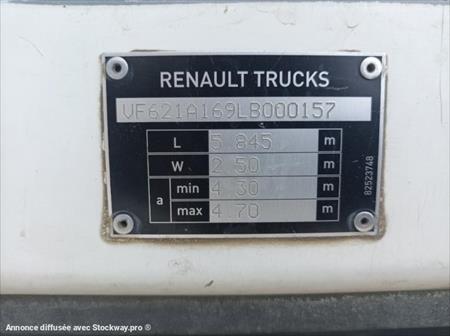 RENAULT TRUCKS
VF621A169LB000157
L 5.845 m
W 2.50 m
a min 4.30 m
max 4.70 m
82523748
Annonce diffusée avec Stockway.pro ®